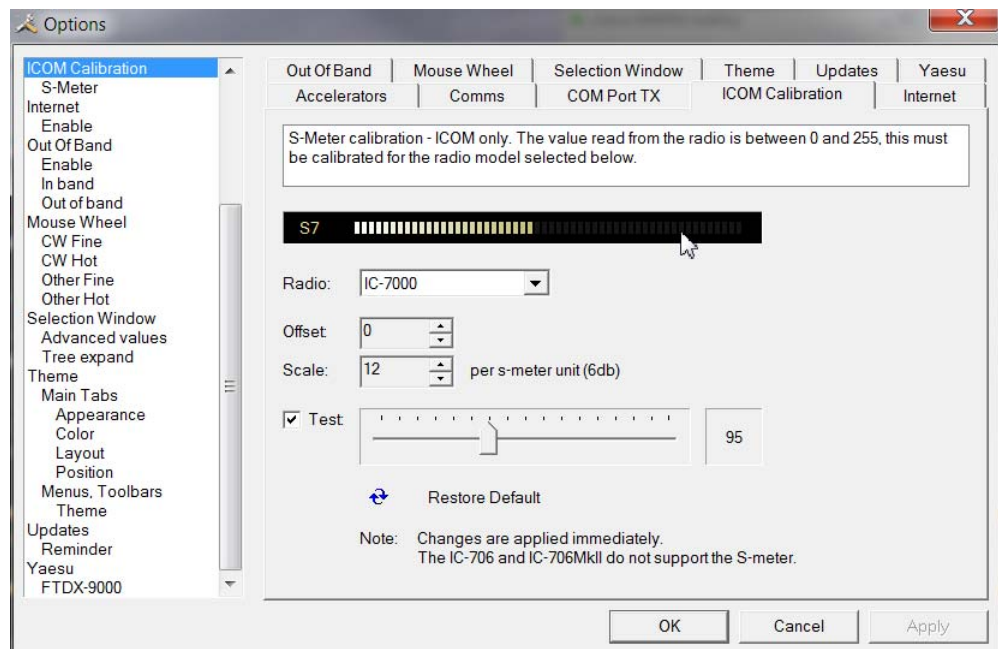 Options
ICOM Calibration
S-Meter
Internet
Enable
Out Of Band
Enable
In band
Out of band
Mouse Wheel
CW Fine
CW Hot
Other Fine
Other Hot
Selection Window
Advanced values
Tree expand
Theme
Main Tabs
Appearance
Color
Layout
Position
Menus, Toolbars
Theme
Updates
Reminder
Yaesu
FTDX-9000
Out Of Band
Mouse Wheel
Selection Window
Theme
Updates
Yaesu
Accelerators
Comms
COM Port TX
ICOM Calibration
Internet
S-Meter calibration - ICOM only. The value read from the radio is between 0 and 255, this must
be calibrated for the radio model selected below.
S7
Radio: IC-7000
Offset: 0
Scale: 12 per s-meter unit (6db)
Test: 95
Restore Default
Note: Changes are applied immediately.
The IC-706 and IC-706MkII do not support the S-meter.
OK
Cancel
Apply